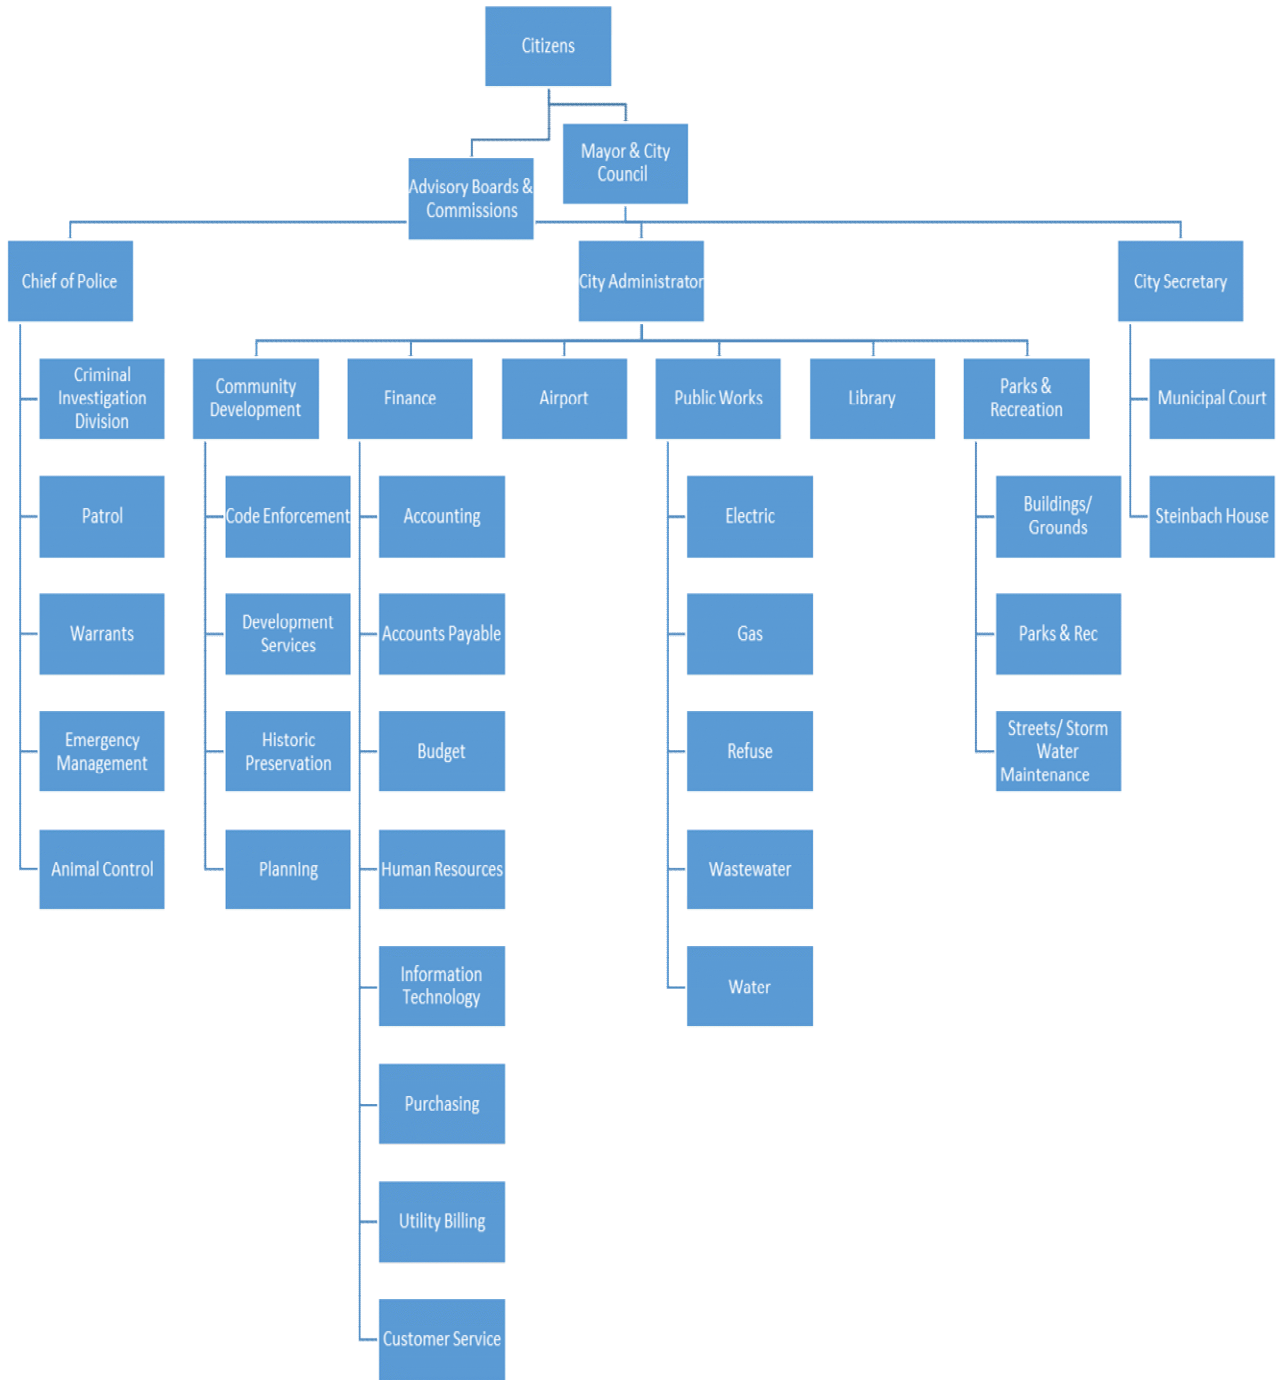 Citizens
Mayor & City
Council
Advisory Boards &
Commissions
Chief of Police
City Administrator
City Secretary
Criminal
Investigation
Division
Community
Development
Finance
Airport
Public Works
Library
Parks &
Recreation
Municipal Court
Patrol
Code Enforcement
Accounting
Electric
Buildings/
Grounds
Steinbach House
Warrants
Development
Services
Accounts Payable
Gas
Parks & Rec
Emergency
Management
Historic
Preservation
Budget
Refuse
Streets/ Storm
Water
Maintenance
Animal Control
Planning
Human Resources
Wastewater
Information
Technology
Water
Purchasing
Utility Billing
Customer Service